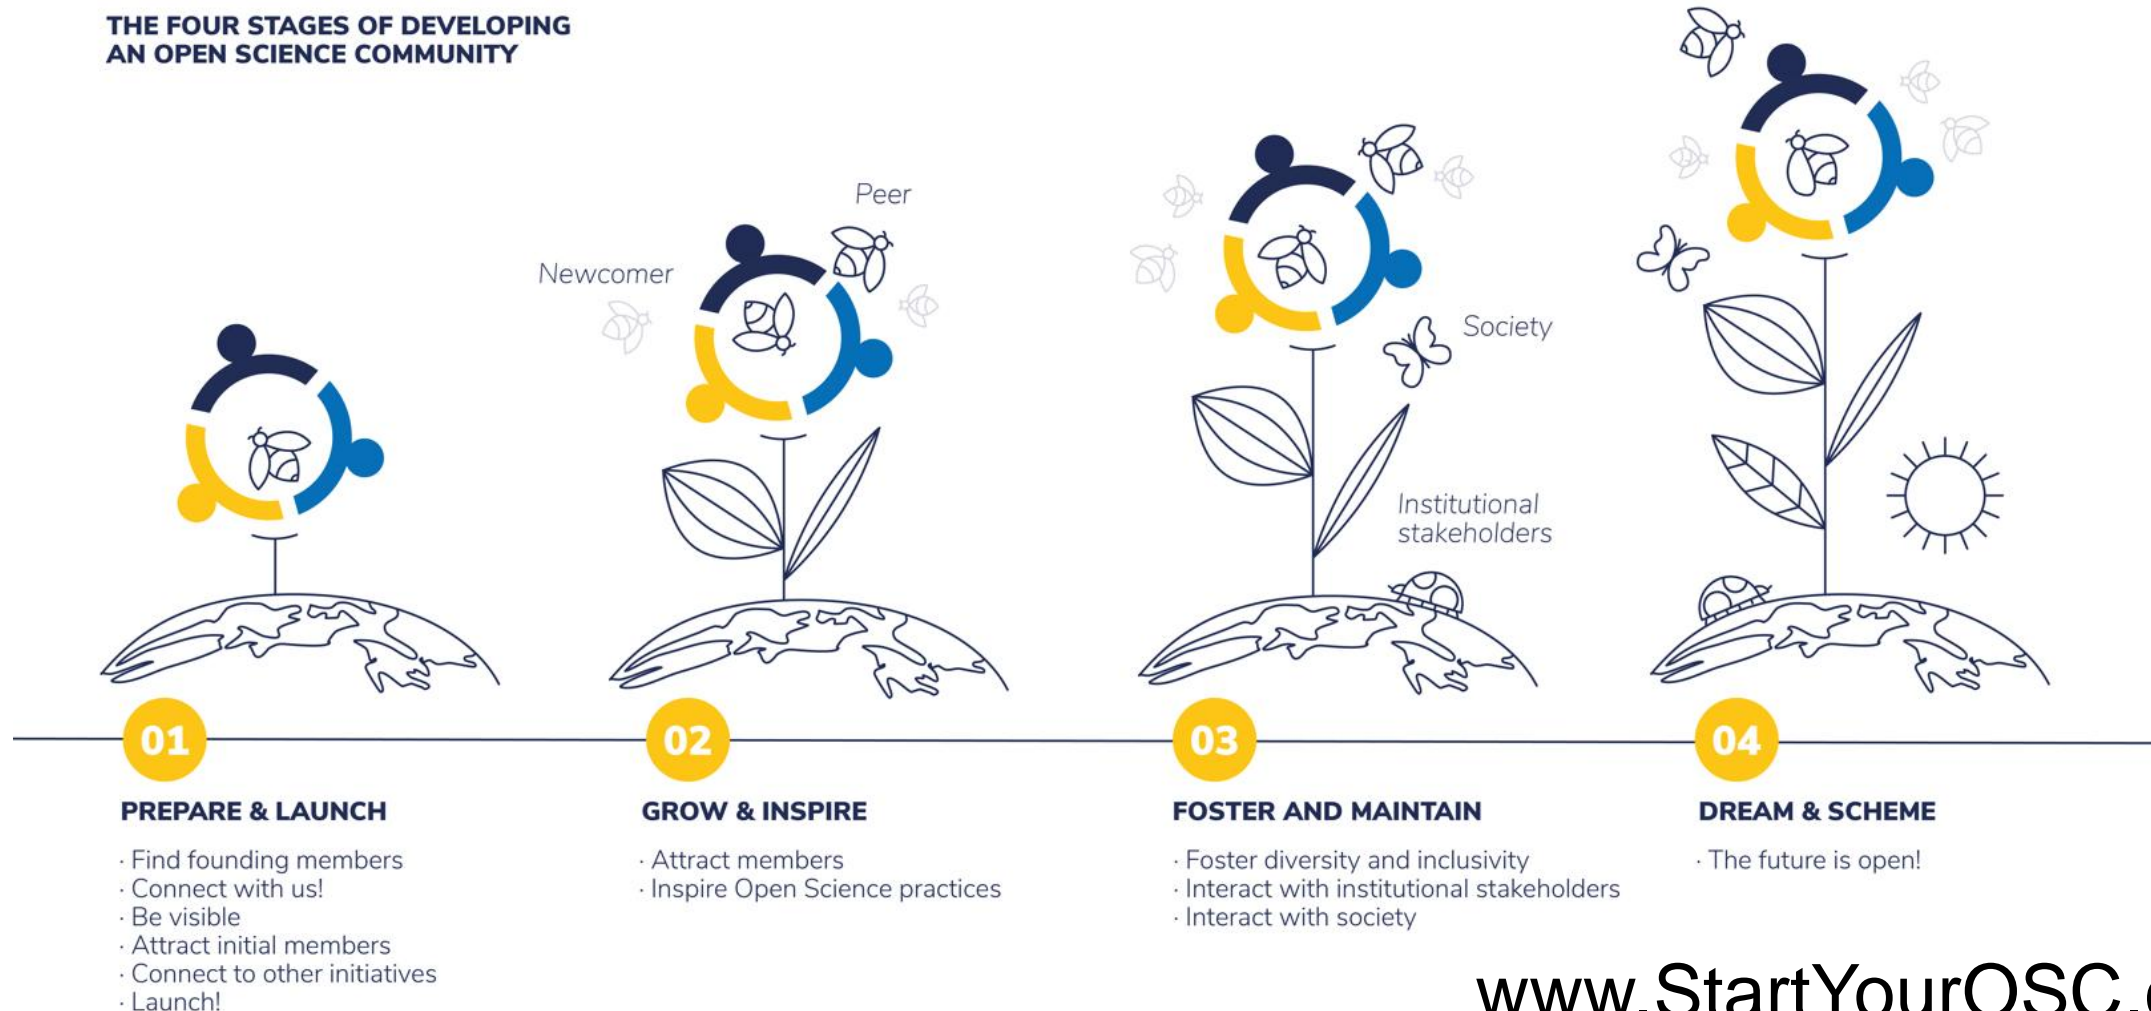 THE FOUR STAGES OF DEVELOPING
AN OPEN SCIENCE COMMUNITY
Peer
Newcomer
Society
Institutional
stakeholders
01
02
03
04
PREPARE & LAUNCH
· Find founding members
· Connect with us!
· Be visible
· Attract initial members
· Connect to other initiatives
· Launch!
GROW & INSPIRE
· Attract members
· Inspire Open Science practices
FOSTER AND MAINTAIN
· Foster diversity and inclusivity
· Interact with institutional stakeholders
· Interact with society
DREAM & SCHEME
· The future is open!
www.StartYourOSC.